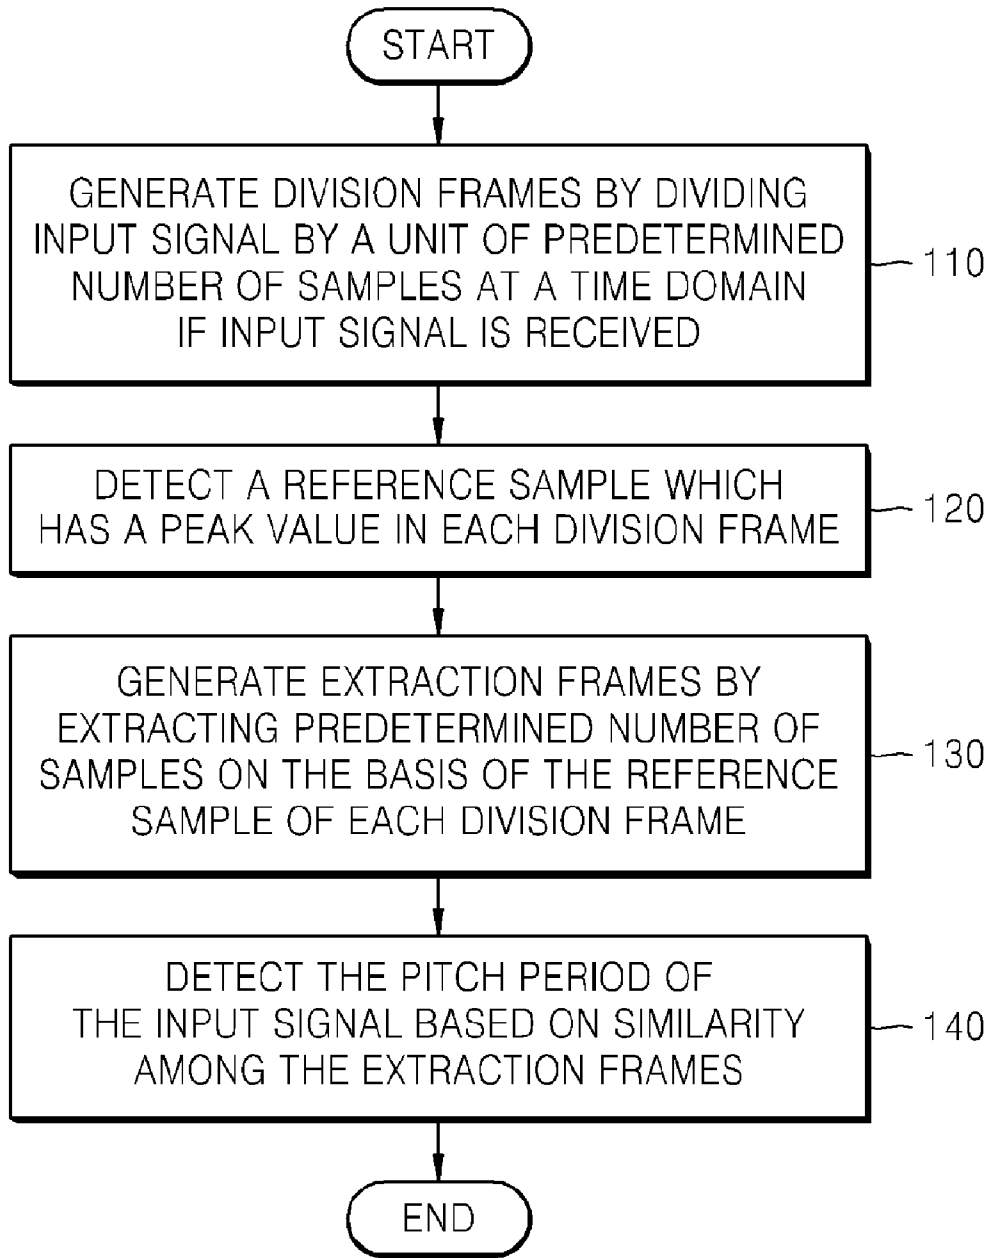 START
GENERATE DIVISION FRAMES BY DIVIDING
INPUT SIGNAL BY A UNIT OF PREDETERMINED
NUMBER OF SAMPLES AT A TIME DOMAIN
IF INPUT SIGNAL IS RECEIVED
110
DETECT A REFERENCE SAMPLE WHICH
HAS A PEAK VALUE IN EACH DIVISION FRAME
120
GENERATE EXTRACTION FRAMES BY
EXTRACTING PREDETERMINED NUMBER OF
SAMPLES ON THE BASIS OF THE REFERENCE
SAMPLE OF EACH DIVISION FRAME
130
DETECT THE PITCH PERIOD OF
THE INPUT SIGNAL BASED ON SIMILARITY
AMONG THE EXTRACTION FRAMES
140
END